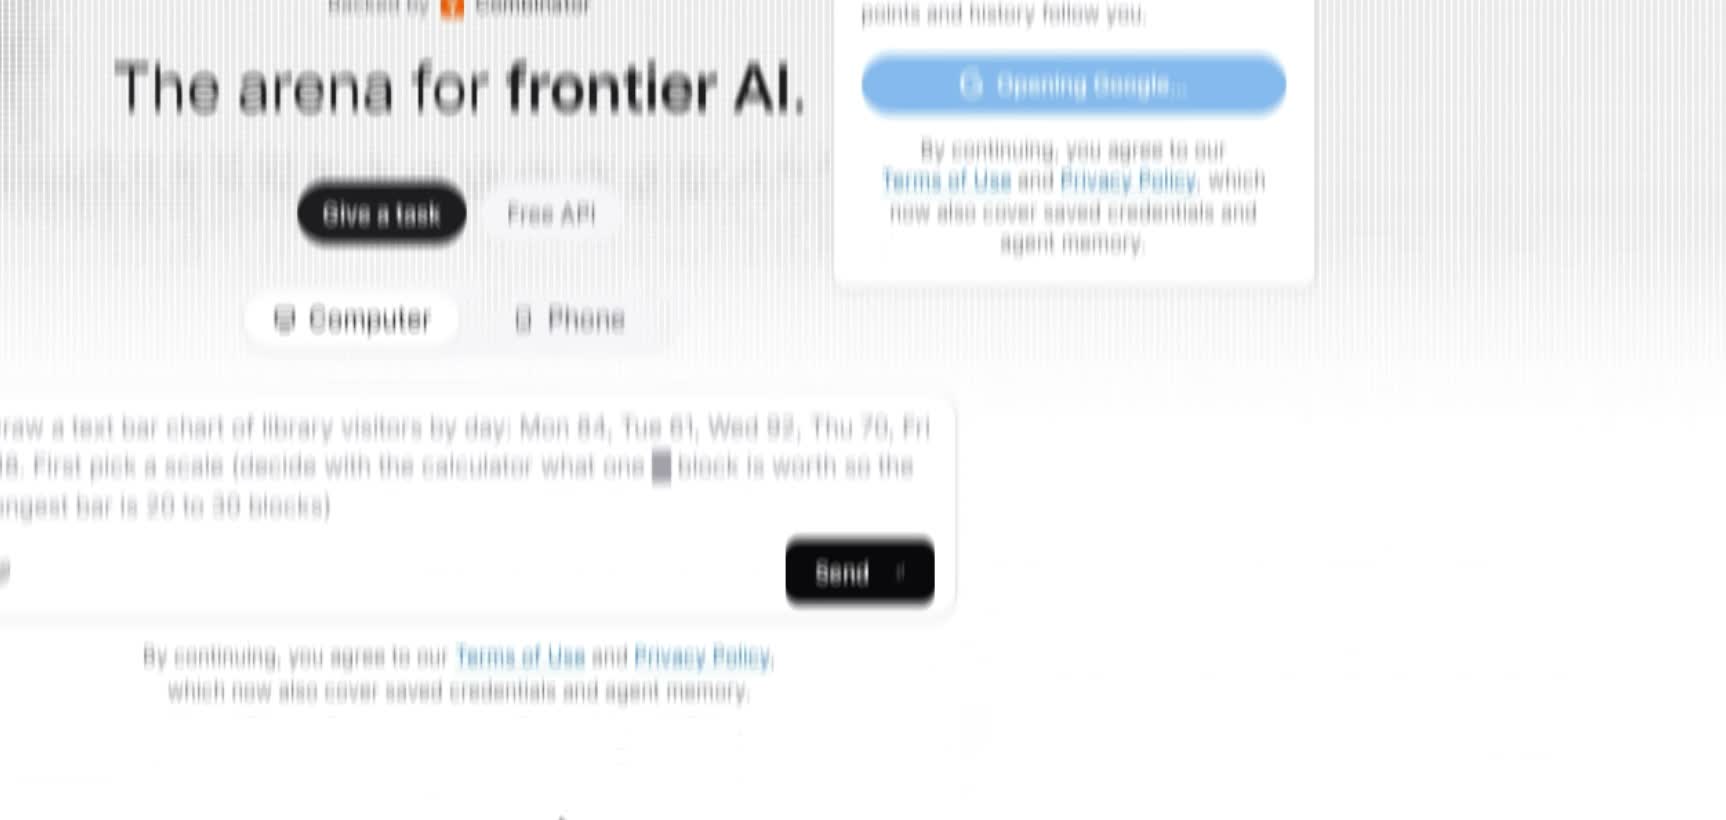 Backed by Y Combinator
The arena for frontier AI.
Give a task
Free API
Computer
Phone
raw a text bar chart of library visitors by day: Mon 84, Tue 61, Wed 92, Thu 70, Fri
. First pick a scale (decide with the calculator what one █ block is worth so the
ngest bar is 20 to 30 blocks)
Send
By continuing, you agree to our Terms of Use and Privacy Policy,
which now also cover saved credentials and agent memory.
points and history follow you.
G Opening Google...
By continuing, you agree to our
Terms of Use and Privacy Policy, which
now also cover saved credentials and
agent memory.